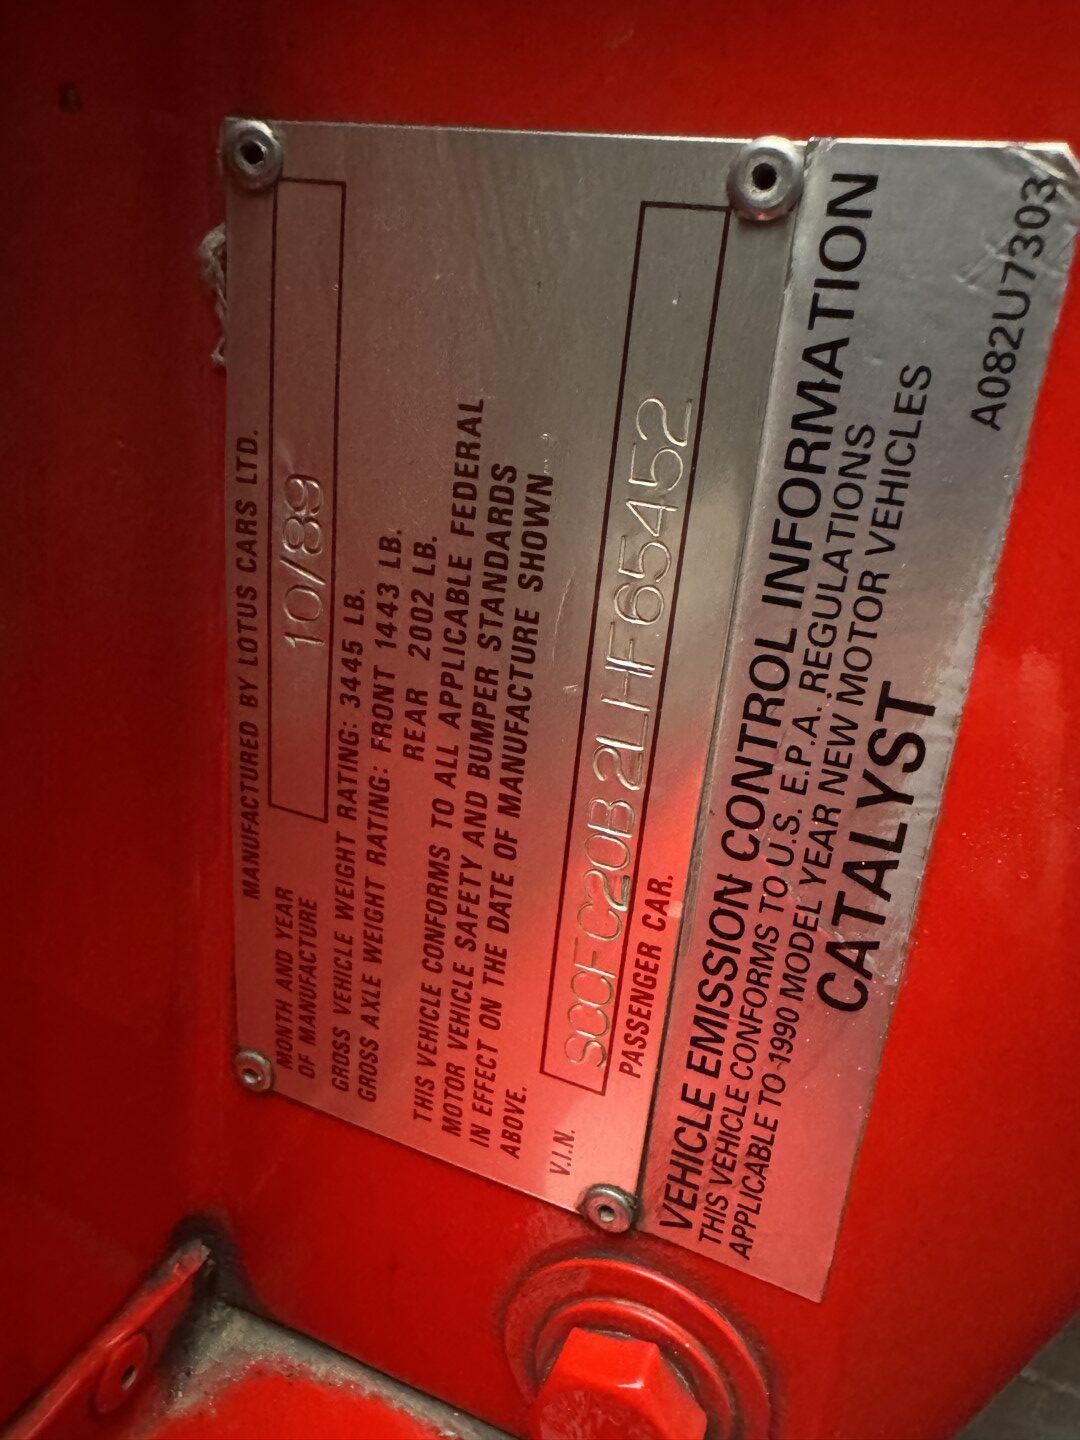 MANUFACTURED BY LOTUS CARS LTD.
MONTH AND YEAR
OF MANUFACTURE
10/89
GROSS VEHICLE WEIGHT RATING: 3445 LB.
GROSS AXLE WEIGHT RATING: FRONT 1443 LB.
REAR 2002 LB.
THIS VEHICLE CONFORMS TO ALL APPLICABLE FEDERAL
MOTOR VEHICLE SAFETY AND BUMPER STANDARDS
IN EFFECT ON THE DATE OF MANUFACTURE SHOWN
ABOVE.
V.I.N.
SCCFC20B2LHF65452
PASSENGER CAR.
VEHICLE EMISSION CONTROL INFORMATION
THIS VEHICLE CONFORMS TO U.S. E.P.A. REGULATIONS
APPLICABLE TO 1990 MODEL YEAR NEW MOTOR VEHICLES
CATALYST
A082U7303